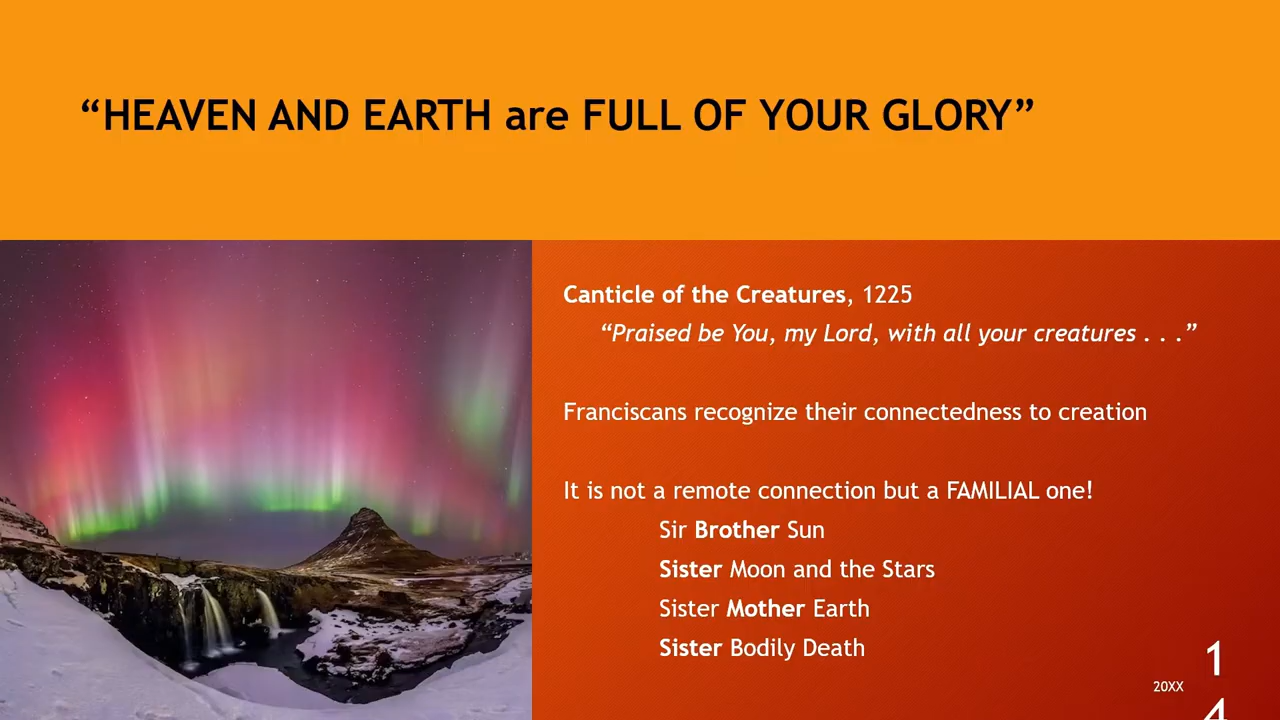 “HEAVEN AND EARTH are FULL OF YOUR GLORY”
Canticle of the Creatures, 1225
“Praised be You, my Lord, with all your creatures . . .”
Franciscans recognize their connectedness to creation
It is not a remote connection but a FAMILIAL one!
Sir Brother Sun
Sister Moon and the Stars
Sister Mother Earth
Sister Bodily Death
20XX
1
4